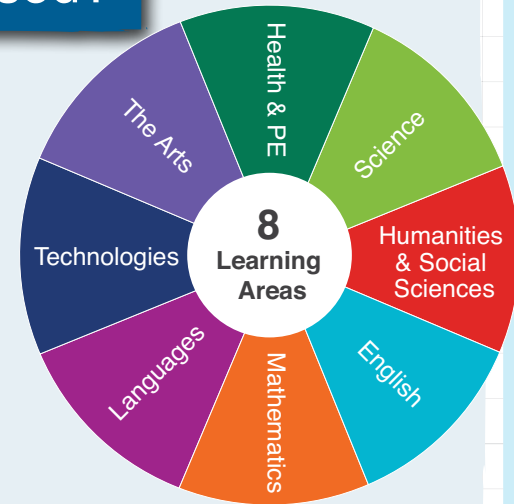 Health & PE
Science
Humanities
& Social
Sciences
English
Mathematics
Languages
Technologies
The Arts
8
Learning
Areas